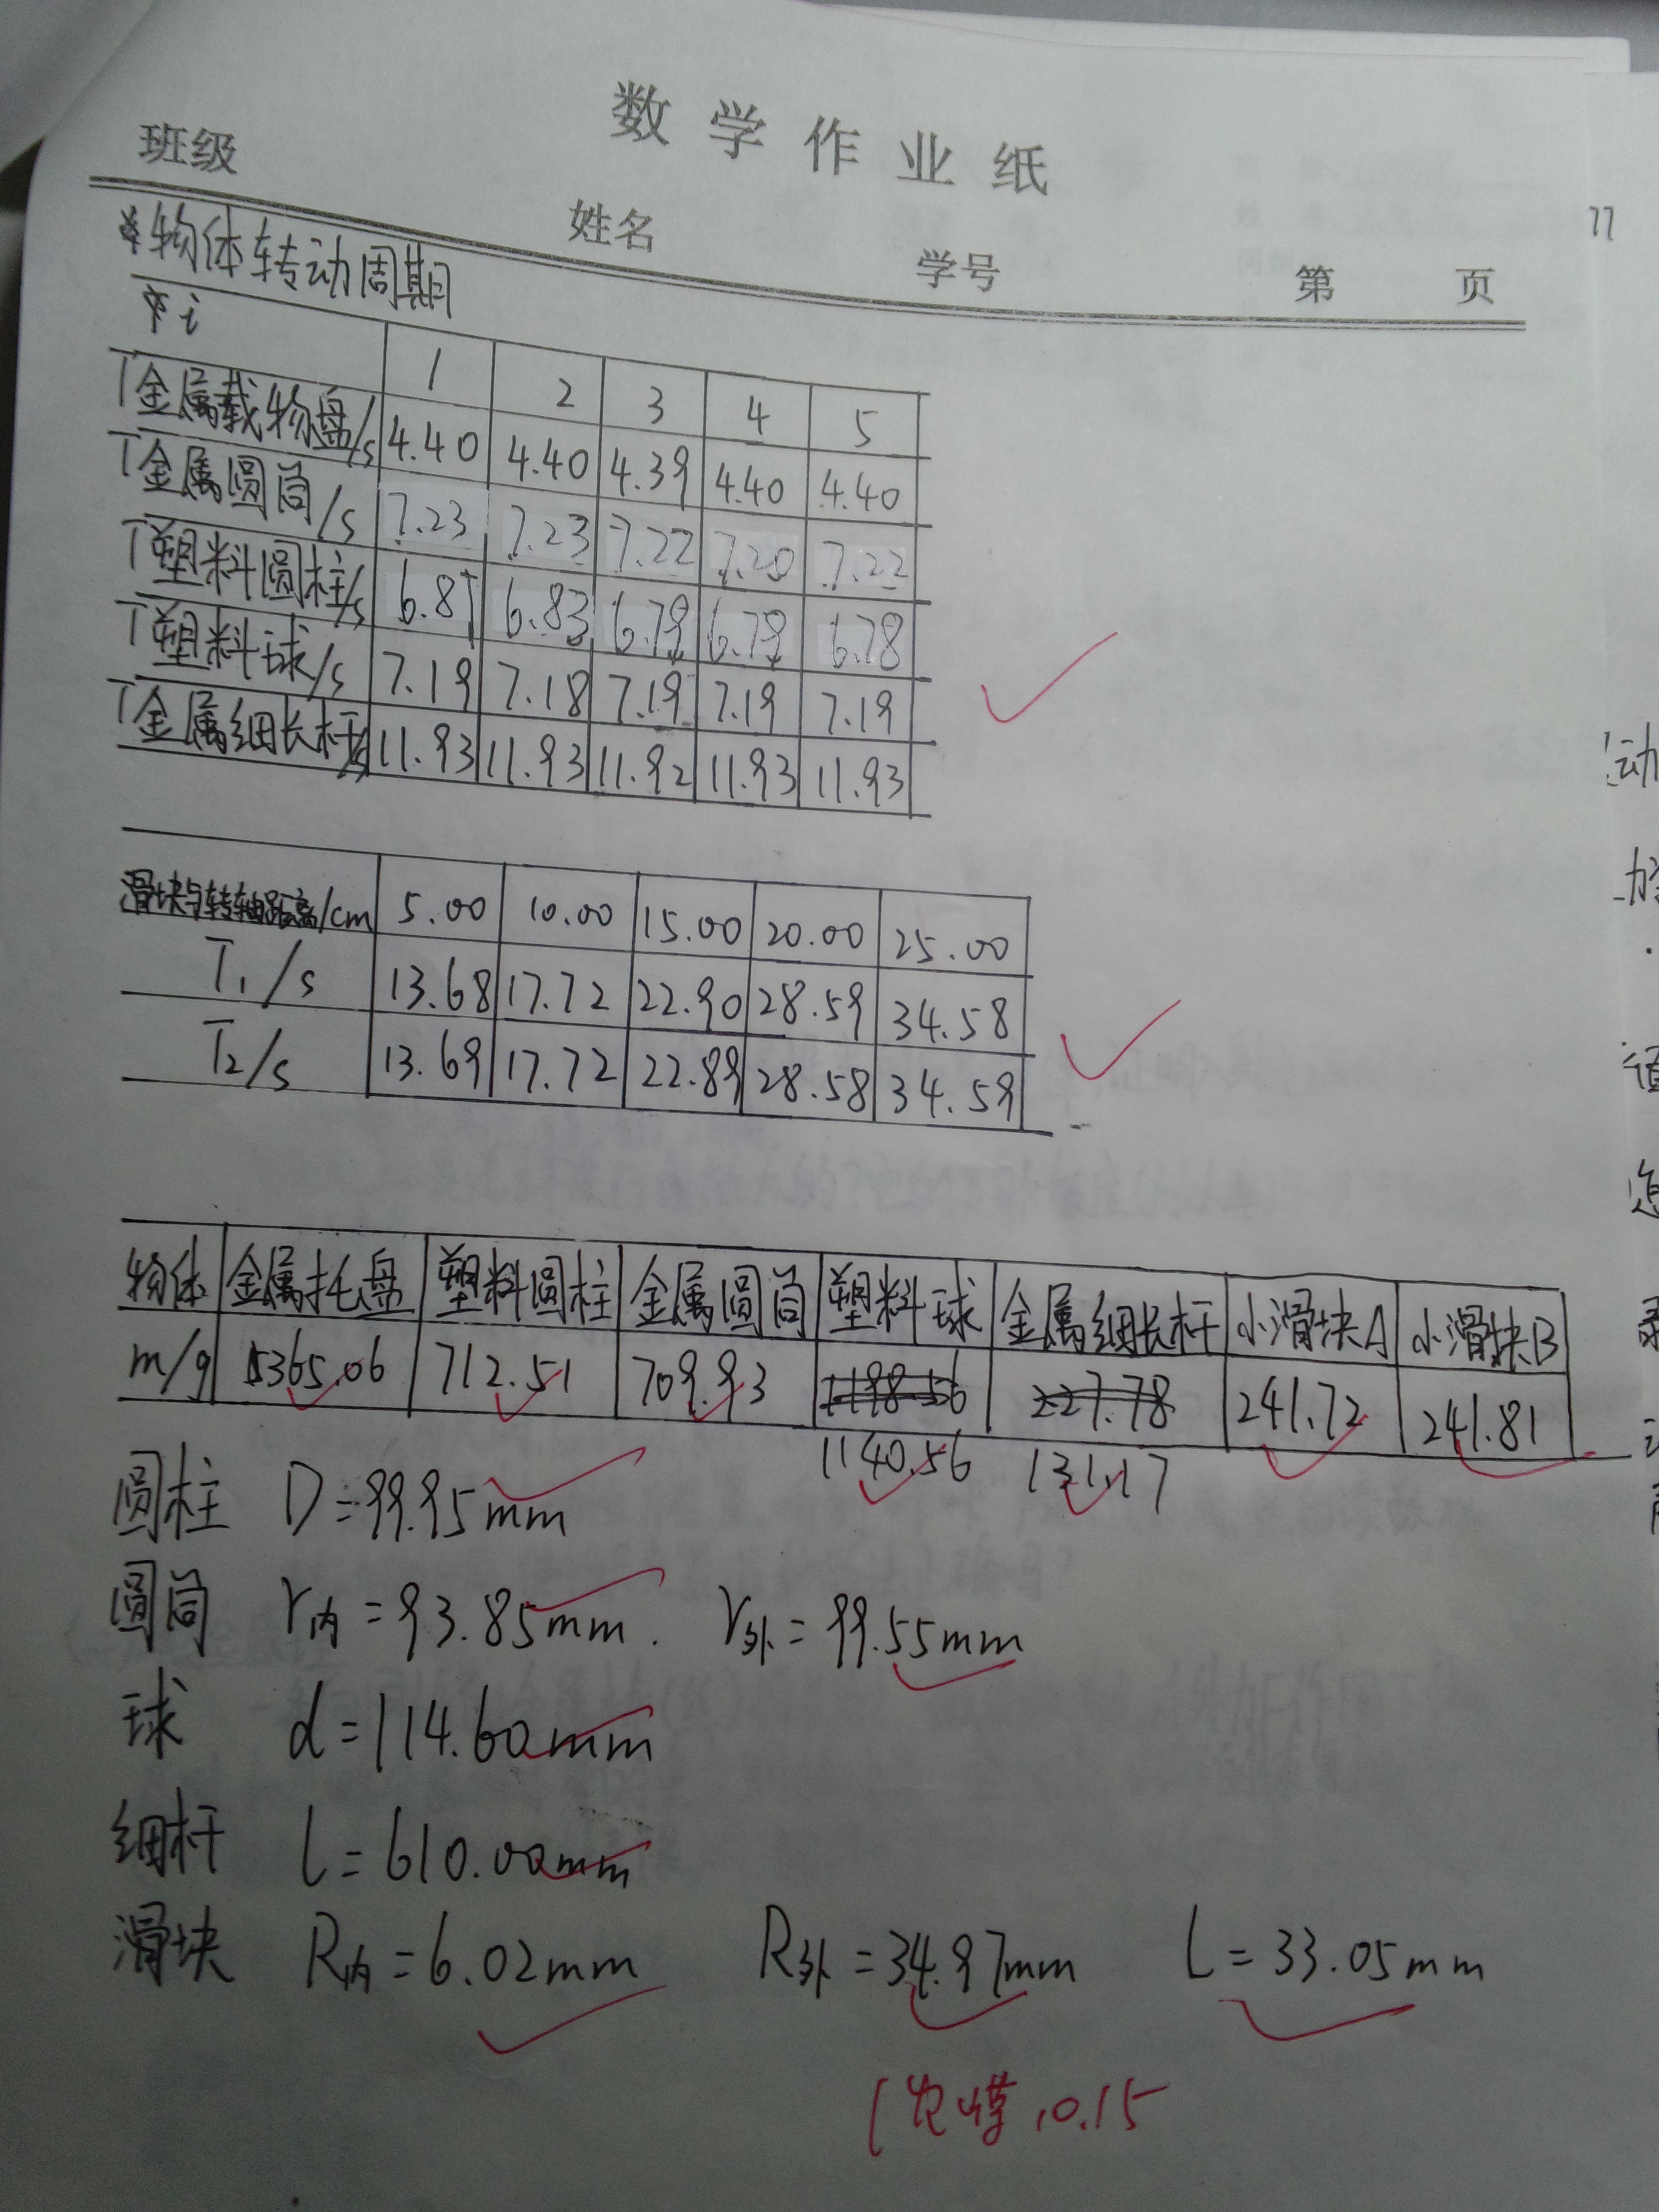 数学作业纸
班级
姓名
学号
第 页
77
物体转动周期
i 1 2 3 4 5
T金属载物盘/s 4.40 4.40 4.39 4.40 4.40
T金属圆筒/s 7.23 7.23 7.22 7.20 7.22
T塑料圆柱/s 6.81 6.83 6.79 6.79 6.78
T塑料球/s 7.19 7.18 7.19 7.19 7.19
T金属细长杆/s 11.93 11.93 11.92 11.93 11.93
滑块与转轴距离/cm 5.00 10.00 15.00 20.00 25.00
T₁/s 13.68 17.72 22.90 28.59 34.58
T₂/s 13.69 17.72 22.89 28.58 34.59
物体 金属托盘 塑料圆柱 金属圆筒 塑料球 金属细长杆 小滑块A 小滑块B
m/g 365.06 712.51 709.93 1198.56 227.78 241.72 241.81
1140.56 131.17
圆柱 D=99.95mm
圆筒 r内=93.85mm. r外=99.55mm
球 d=114.60mm
细杆 l=610.00mm
滑块 R内=6.02mm R外=34.97mm L=33.05mm
10.15